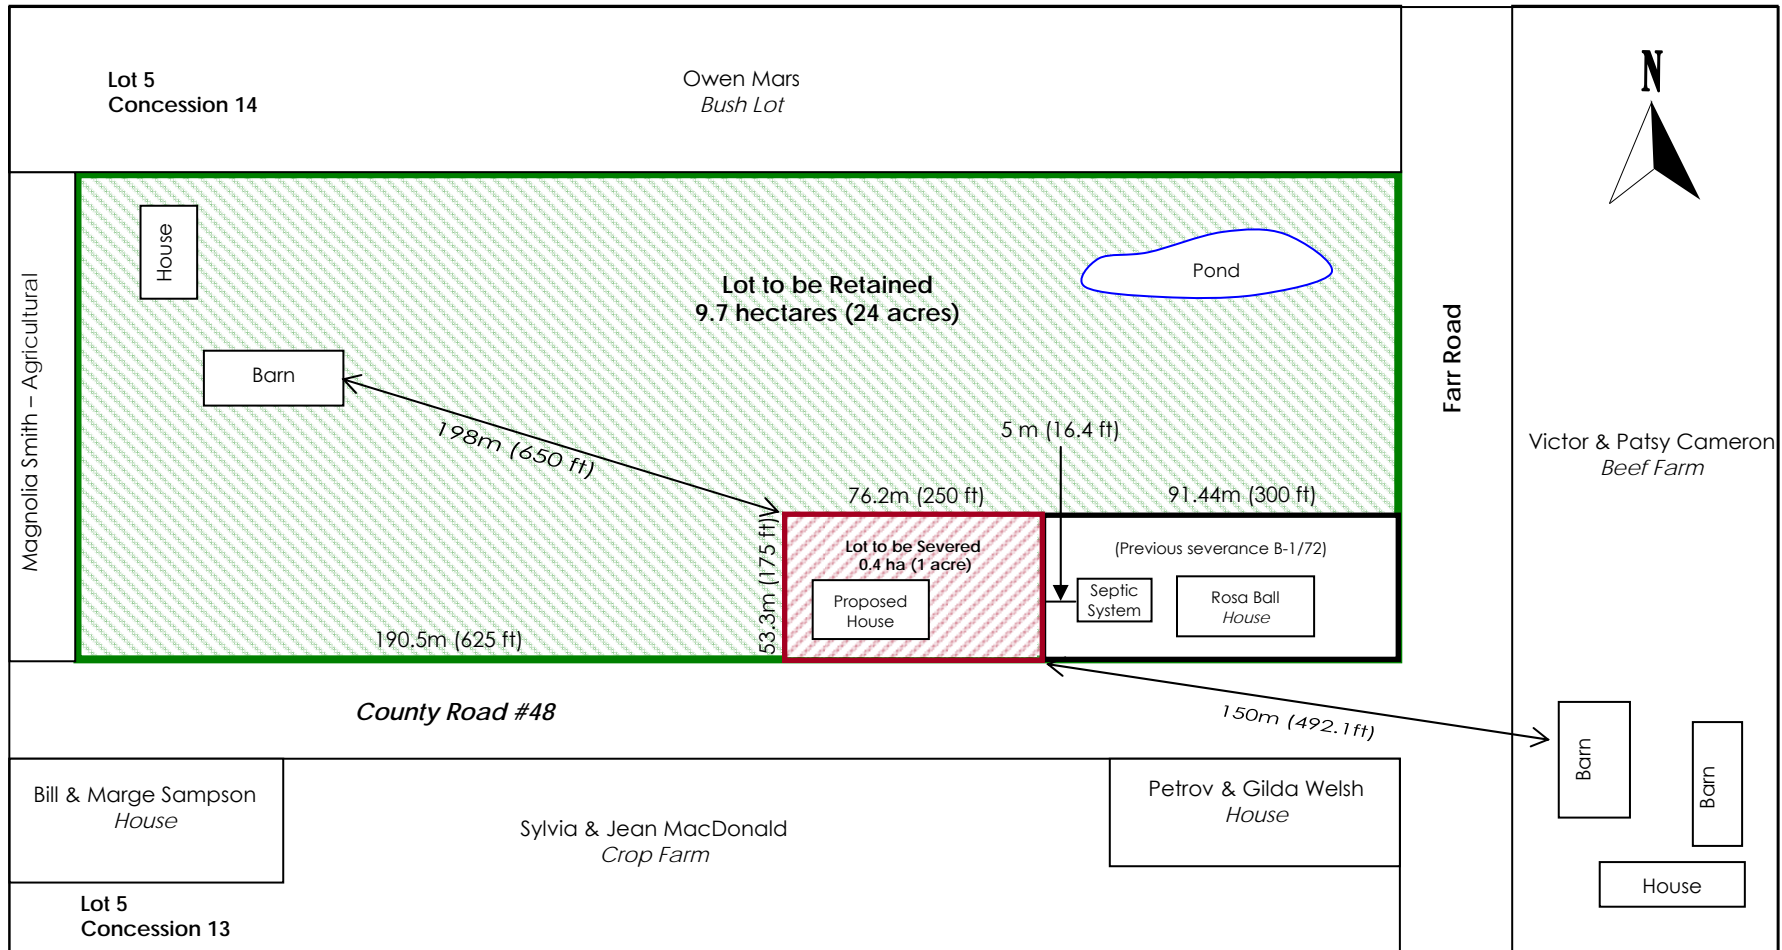 Lot 5
Concession 14
Owen Mars
Bush Lot
N
House
Pond
Lot to be Retained
9.7 hectares (24 acres)
Magnolia Smith – Agricultural
Barn
Farr Road
198m (650 ft)
5 m (16.4 ft)
Victor & Patsy Cameron
Beef Farm
76.2m (250 ft)
91.44m (300 ft)
53.3m (175 ft)
Lot to be Severed
0.4 ha (1 acre)
(Previous severance B-1/72)
Proposed
House
Septic
System
Rosa Ball
House
190.5m (625 ft)
County Road #48
150m (492.1ft)
Barn
Barn
House
Bill & Marge Sampson
House
Sylvia & Jean MacDonald
Crop Farm
Petrov & Gilda Welsh
House
Lot 5
Concession 13